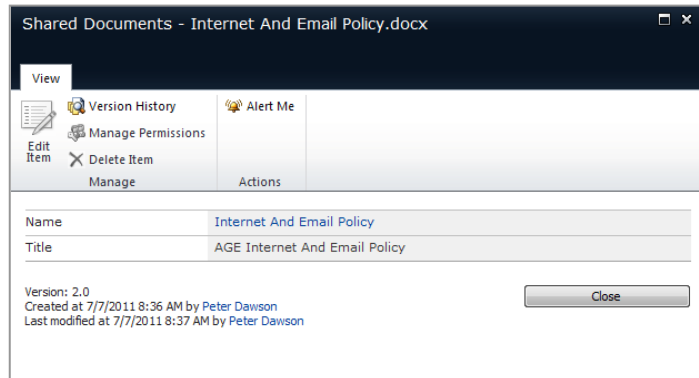 Shared Documents - Internet And Email Policy.docx
View
Edit Item
Version History
Manage Permissions
Delete Item
Manage
Alert Me
Actions
Name Internet And Email Policy
Title AGE Internet And Email Policy
Version: 2.0
Created at 7/7/2011 8:36 AM by Peter Dawson
Last modified at 7/7/2011 8:37 AM by Peter Dawson
Close